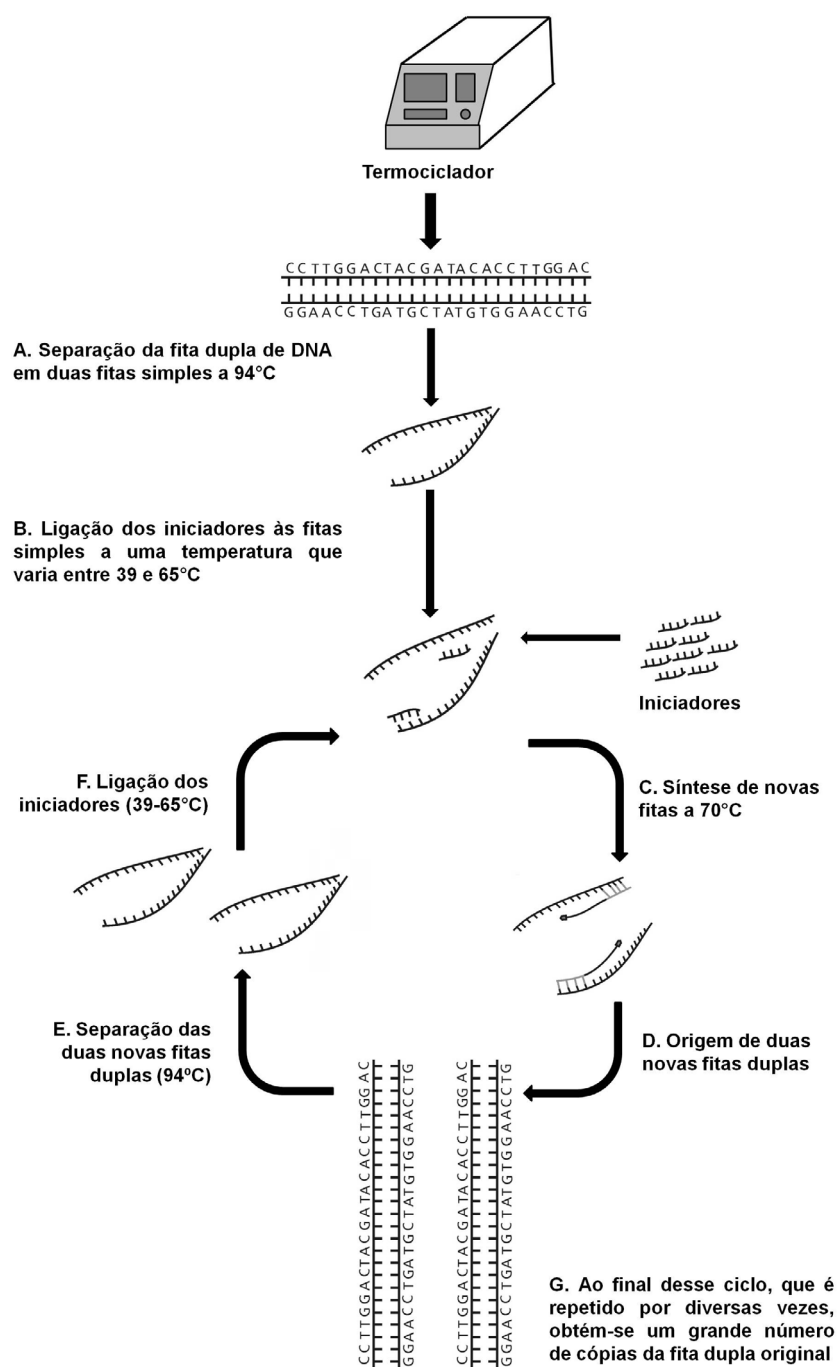 Termociclador
CCTTGGACTACGATACACCTTGGAC
GGAACCTGATGCTATGTGGAACCTG
A. Separação da fita dupla de DNA
em duas fitas simples a 94°C
B. Ligação dos iniciadores às fitas
simples a uma temperatura que
varia entre 39 e 65°C
Iniciadores
F. Ligação dos
iniciadores (39-65°C)
C. Síntese de novas
fitas a 70°C
E. Separação das
duas novas fitas
duplas (94ºC)
D. Origem de duas
novas fitas duplas
CCTTGGACTACGATACACCTTGGAC
GGAACCTGATGCTATGTGGAACCTG
CCTTGGACTACGATACACCTTGGAC
GGAACCTGATGCTATGTGGAACCTG
G. Ao final desse ciclo, que é
repetido por diversas vezes,
obtém-se um grande número
de cópias da fita dupla original